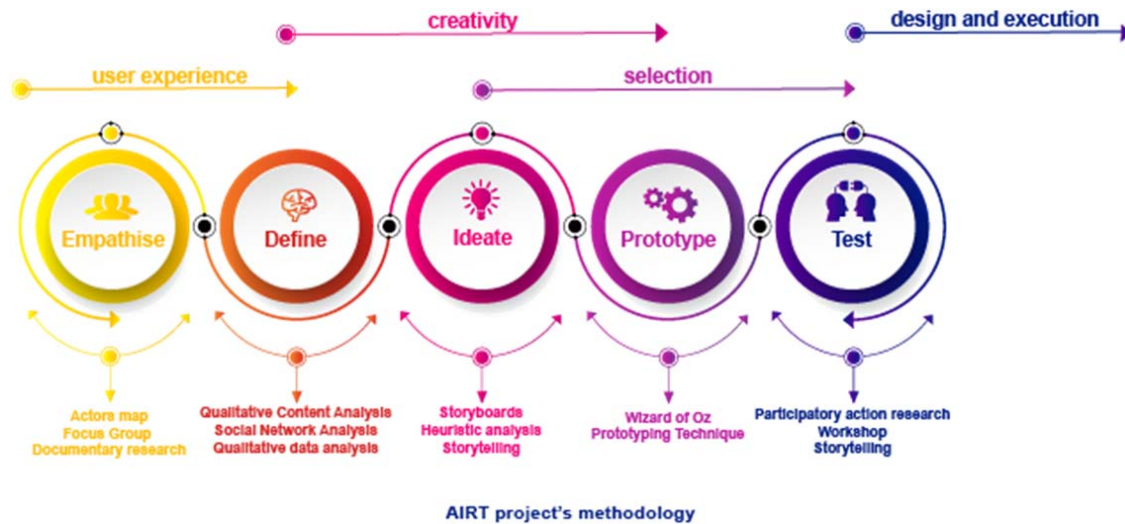 creativity
design and execution
user experience
selection
Empathise
Define
Ideate
Prototype
Test
Actors map
Focus Group
Documentary research
Qualitative Content Analysis
Social Network Analysis
Qualitative data analysis
Storyboards
Heuristic analysis
Storytelling
Wizard of Oz
Prototyping Technique
Participatory action research
Workshop
Storytelling
AIRT project's methodology